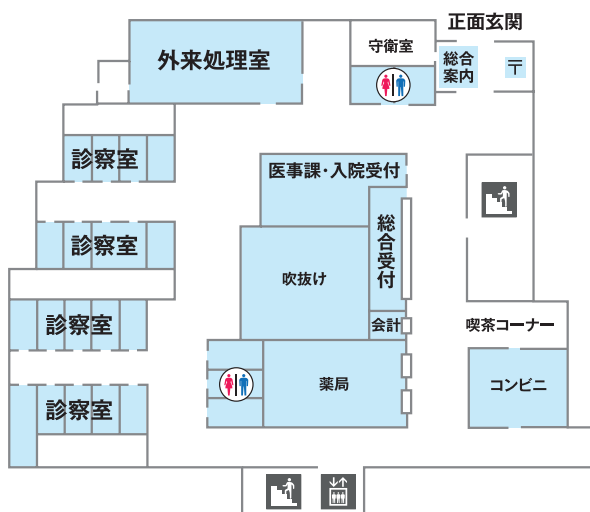 正面玄関
守衛室
総合
案内
〒
外来処理室
診察室
医事課・入院受付
総合受付
診察室
吹抜け
診察室
会計
喫茶コーナー
薬局
コンビニ
診察室